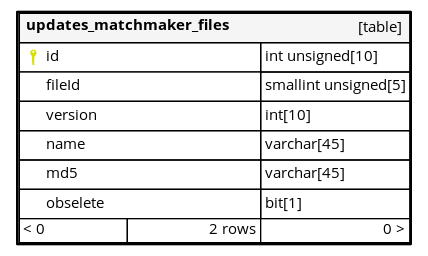 updates_matchmaker_files [table]
id int unsigned[10]
fileId smallint unsigned[5]
version int[10]
name varchar[45]
md5 varchar[45]
obselete bit[1]
< 0 2 rows 0 >